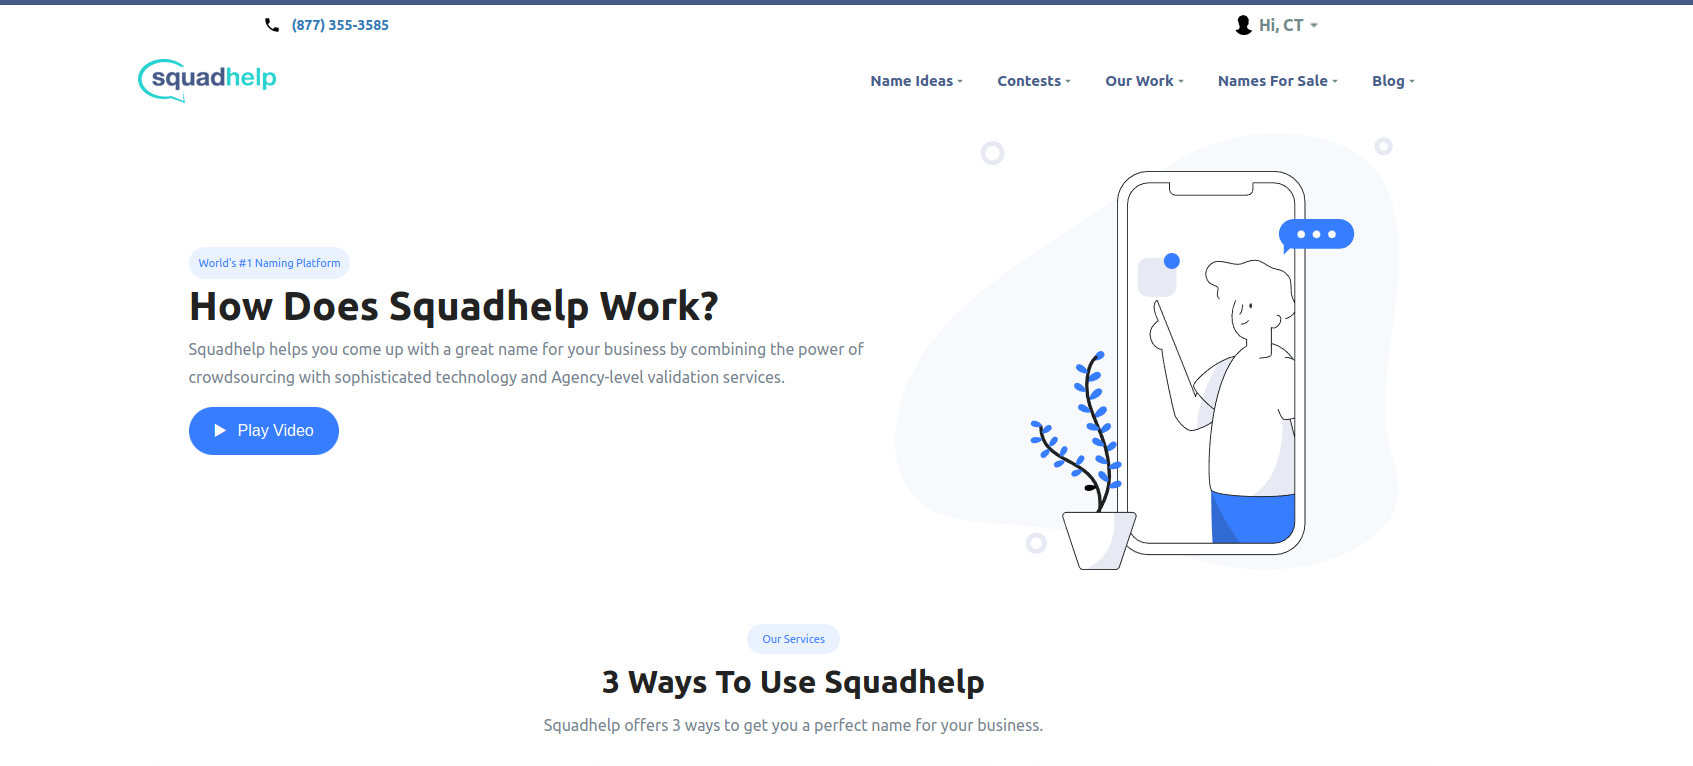 (877) 355-3585
Hi, CT
squadhelp
Name Ideas
Contests
Our Work
Names For Sale
Blog
World's #1 Naming Platform
How Does Squadhelp Work?
Squadhelp helps you come up with a great name for your business by combining the power of
crowdsourcing with sophisticated technology and Agency-level validation services.
Play Video
Our Services
3 Ways To Use Squadhelp
Squadhelp offers 3 ways to get you a perfect name for your business.